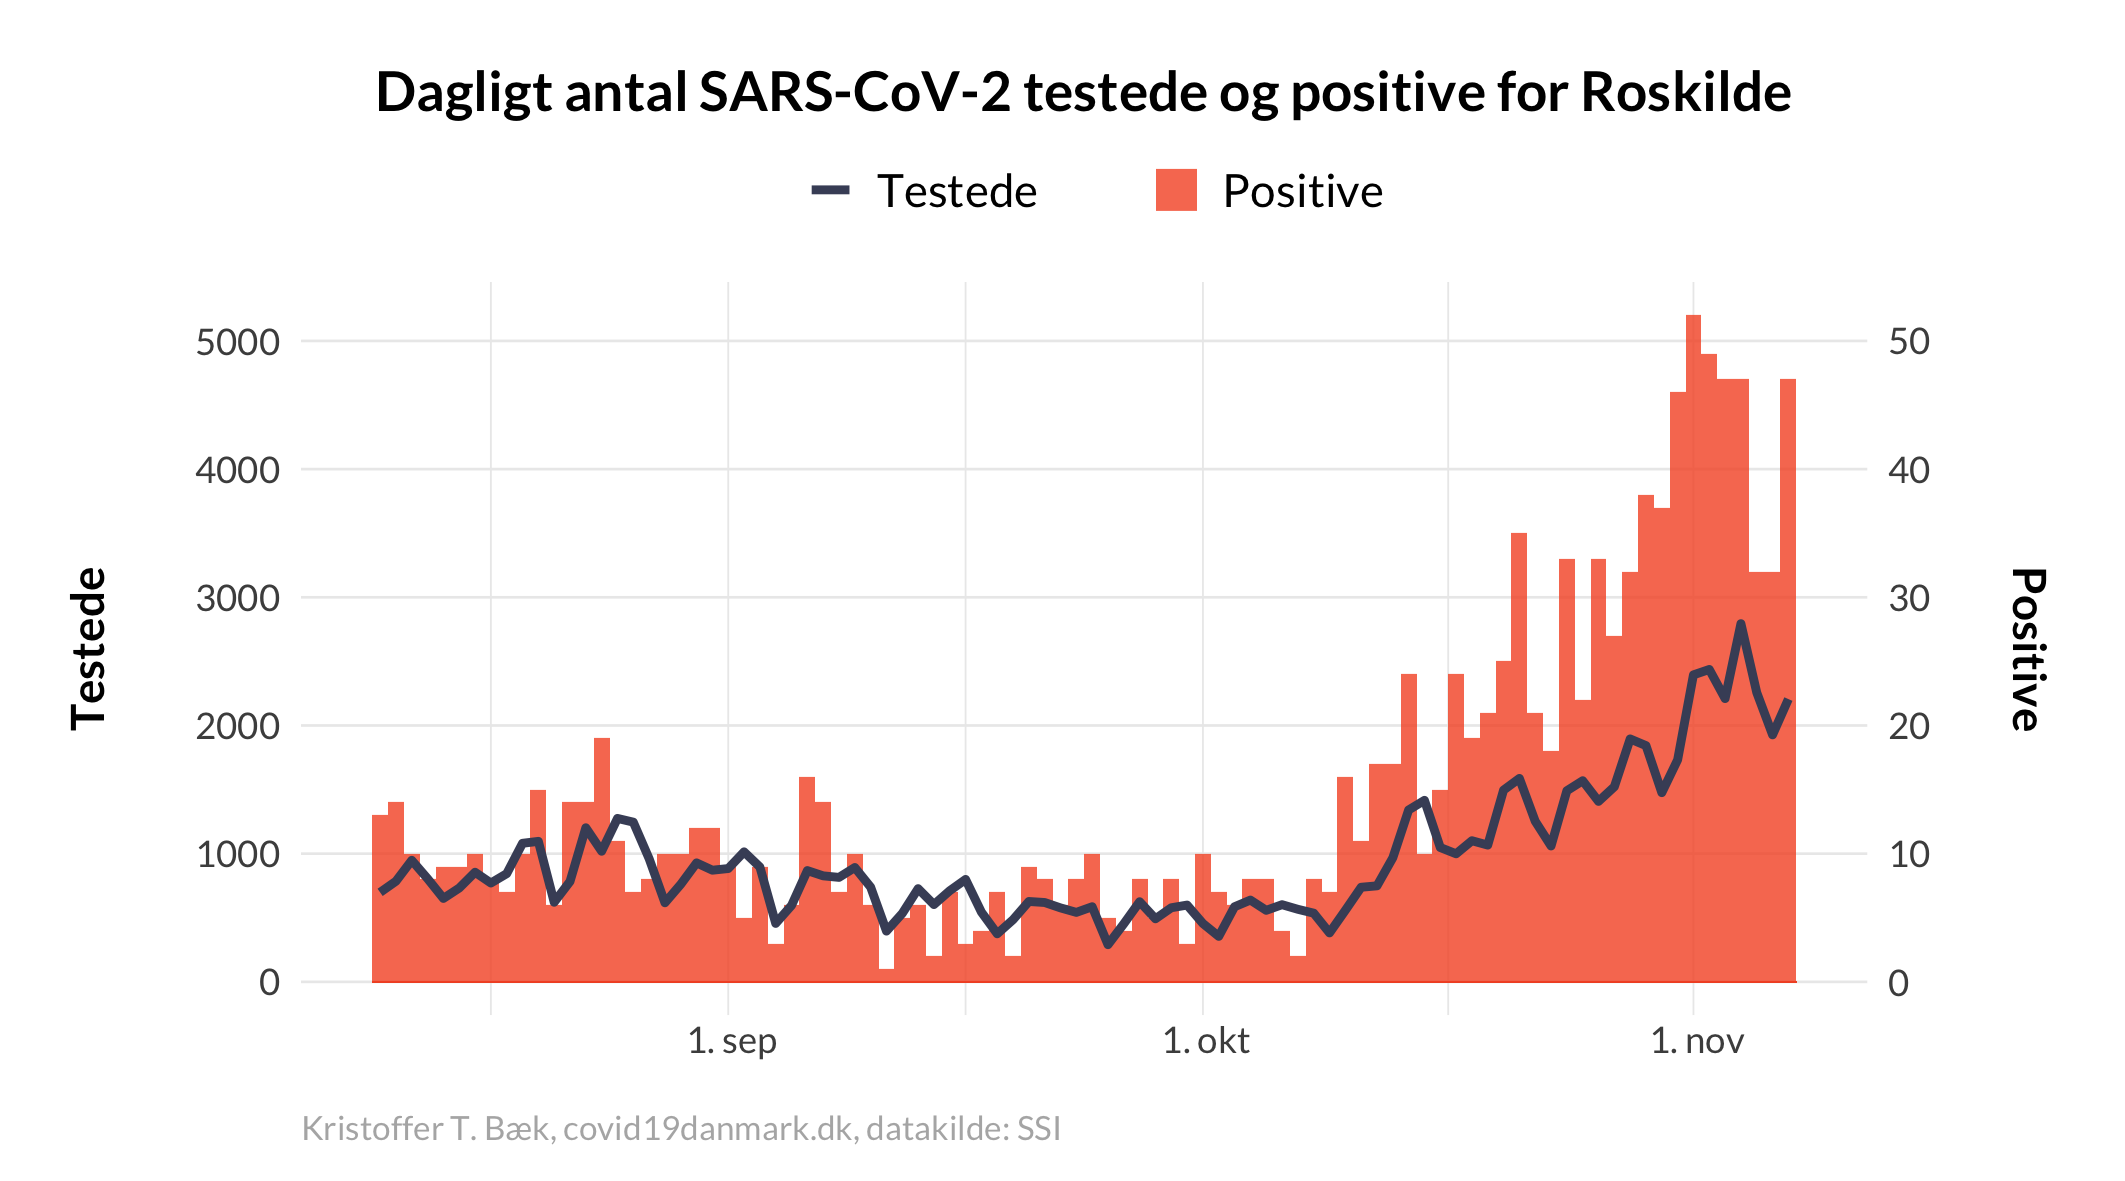 Dagligt antal SARS-CoV-2 testede og positive for Roskilde
Testede Positive
5000 50
4000 40
3000 30
2000 20
1000 10
0 0
Testede
Positive
1. sep 1. okt 1. nov
Kristoffer T. Bæk, covid19danmark.dk, datakilde: SSI